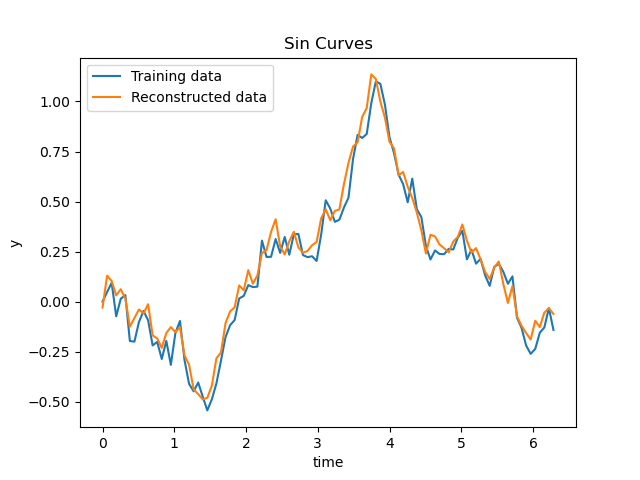 Sin Curves
Training data
Reconstructed data
1.00
0.75
0.50
0.25
0.00
−0.25
−0.50
y
0 1 2 3 4 5 6
time